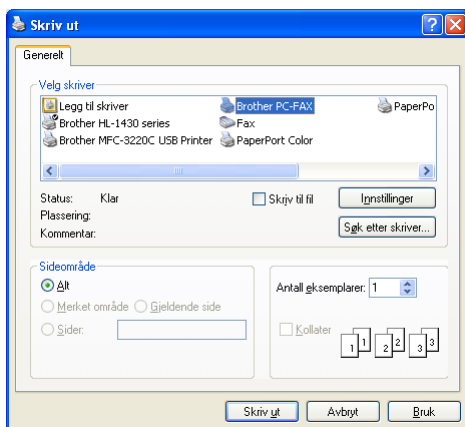 Skriv ut
Generelt
Velg skriver
Legg til skriver
Brother PC-FAX
PaperPo
Brother HL-1430 series
Fax
Brother MFC-3220C USB Printer
PaperPort Color
Status: Klar
Skriv til fil
Innstillinger
Plassering:
Kommentar:
Søk etter skriver...
Sideområde
Alt
Merket område
Gjeldende side
Sider:
Antall eksemplarer: 1
Kollater
1 1 2 2 3 3
Skriv ut
Avbryt
Bruk